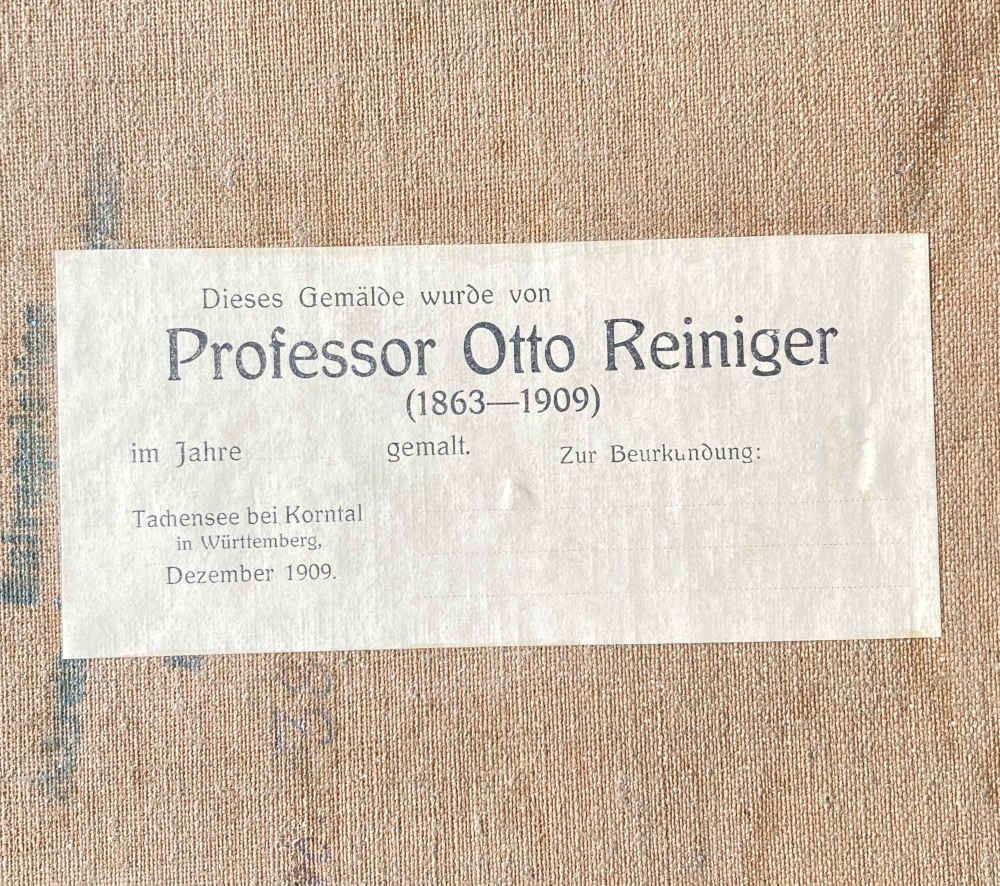 Dieses Gemälde wurde von
Professor Otto Reiniger
(1863—1909)
im Jahre gemalt.
Zur Beurkundung:
Tachensee bei Korntal
in Württemberg,
Dezember 1909.